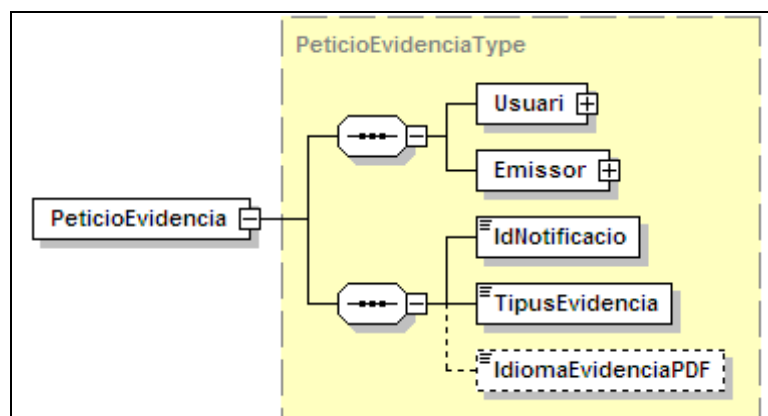 PeticioEvidenciaType
Usuari
Emissor
PeticioEvidencia
IdNotificacio
TipusEvidencia
IdiomaEvidenciaPDF